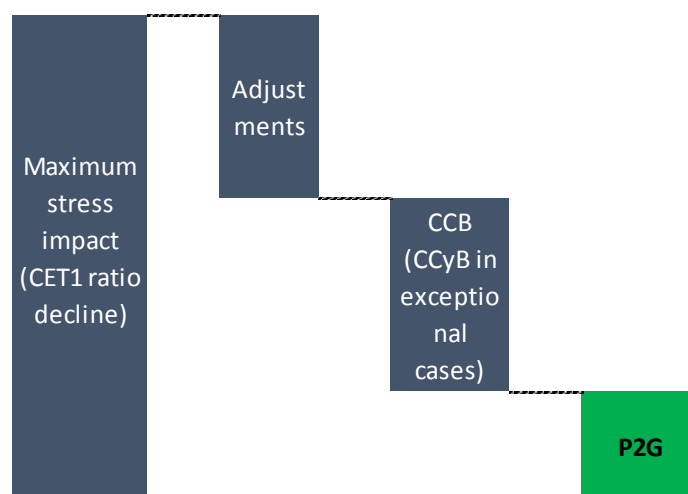 Adjust
ments
Maximum
stress
impact
(CET1 ratio
decline)
CCB
(CCyB in
exceptio
nal
cases)
P2G